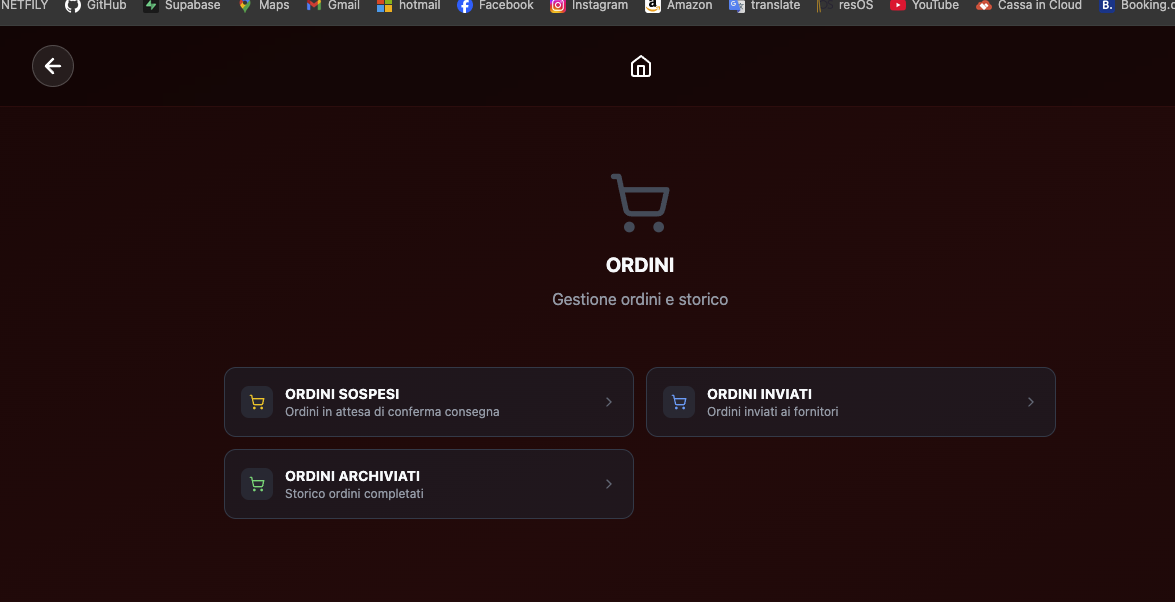 NETFILY GitHub Supabase Maps Gmail hotmail Facebook Instagram Amazon translate resOS YouTube Cassa in Cloud B. Booking.c
ORDINI
Gestione ordini e storico
ORDINI SOSPESI
Ordini in attesa di conferma consegna
ORDINI INVIATI
Ordini inviati ai fornitori
ORDINI ARCHIVIATI
Storico ordini completati